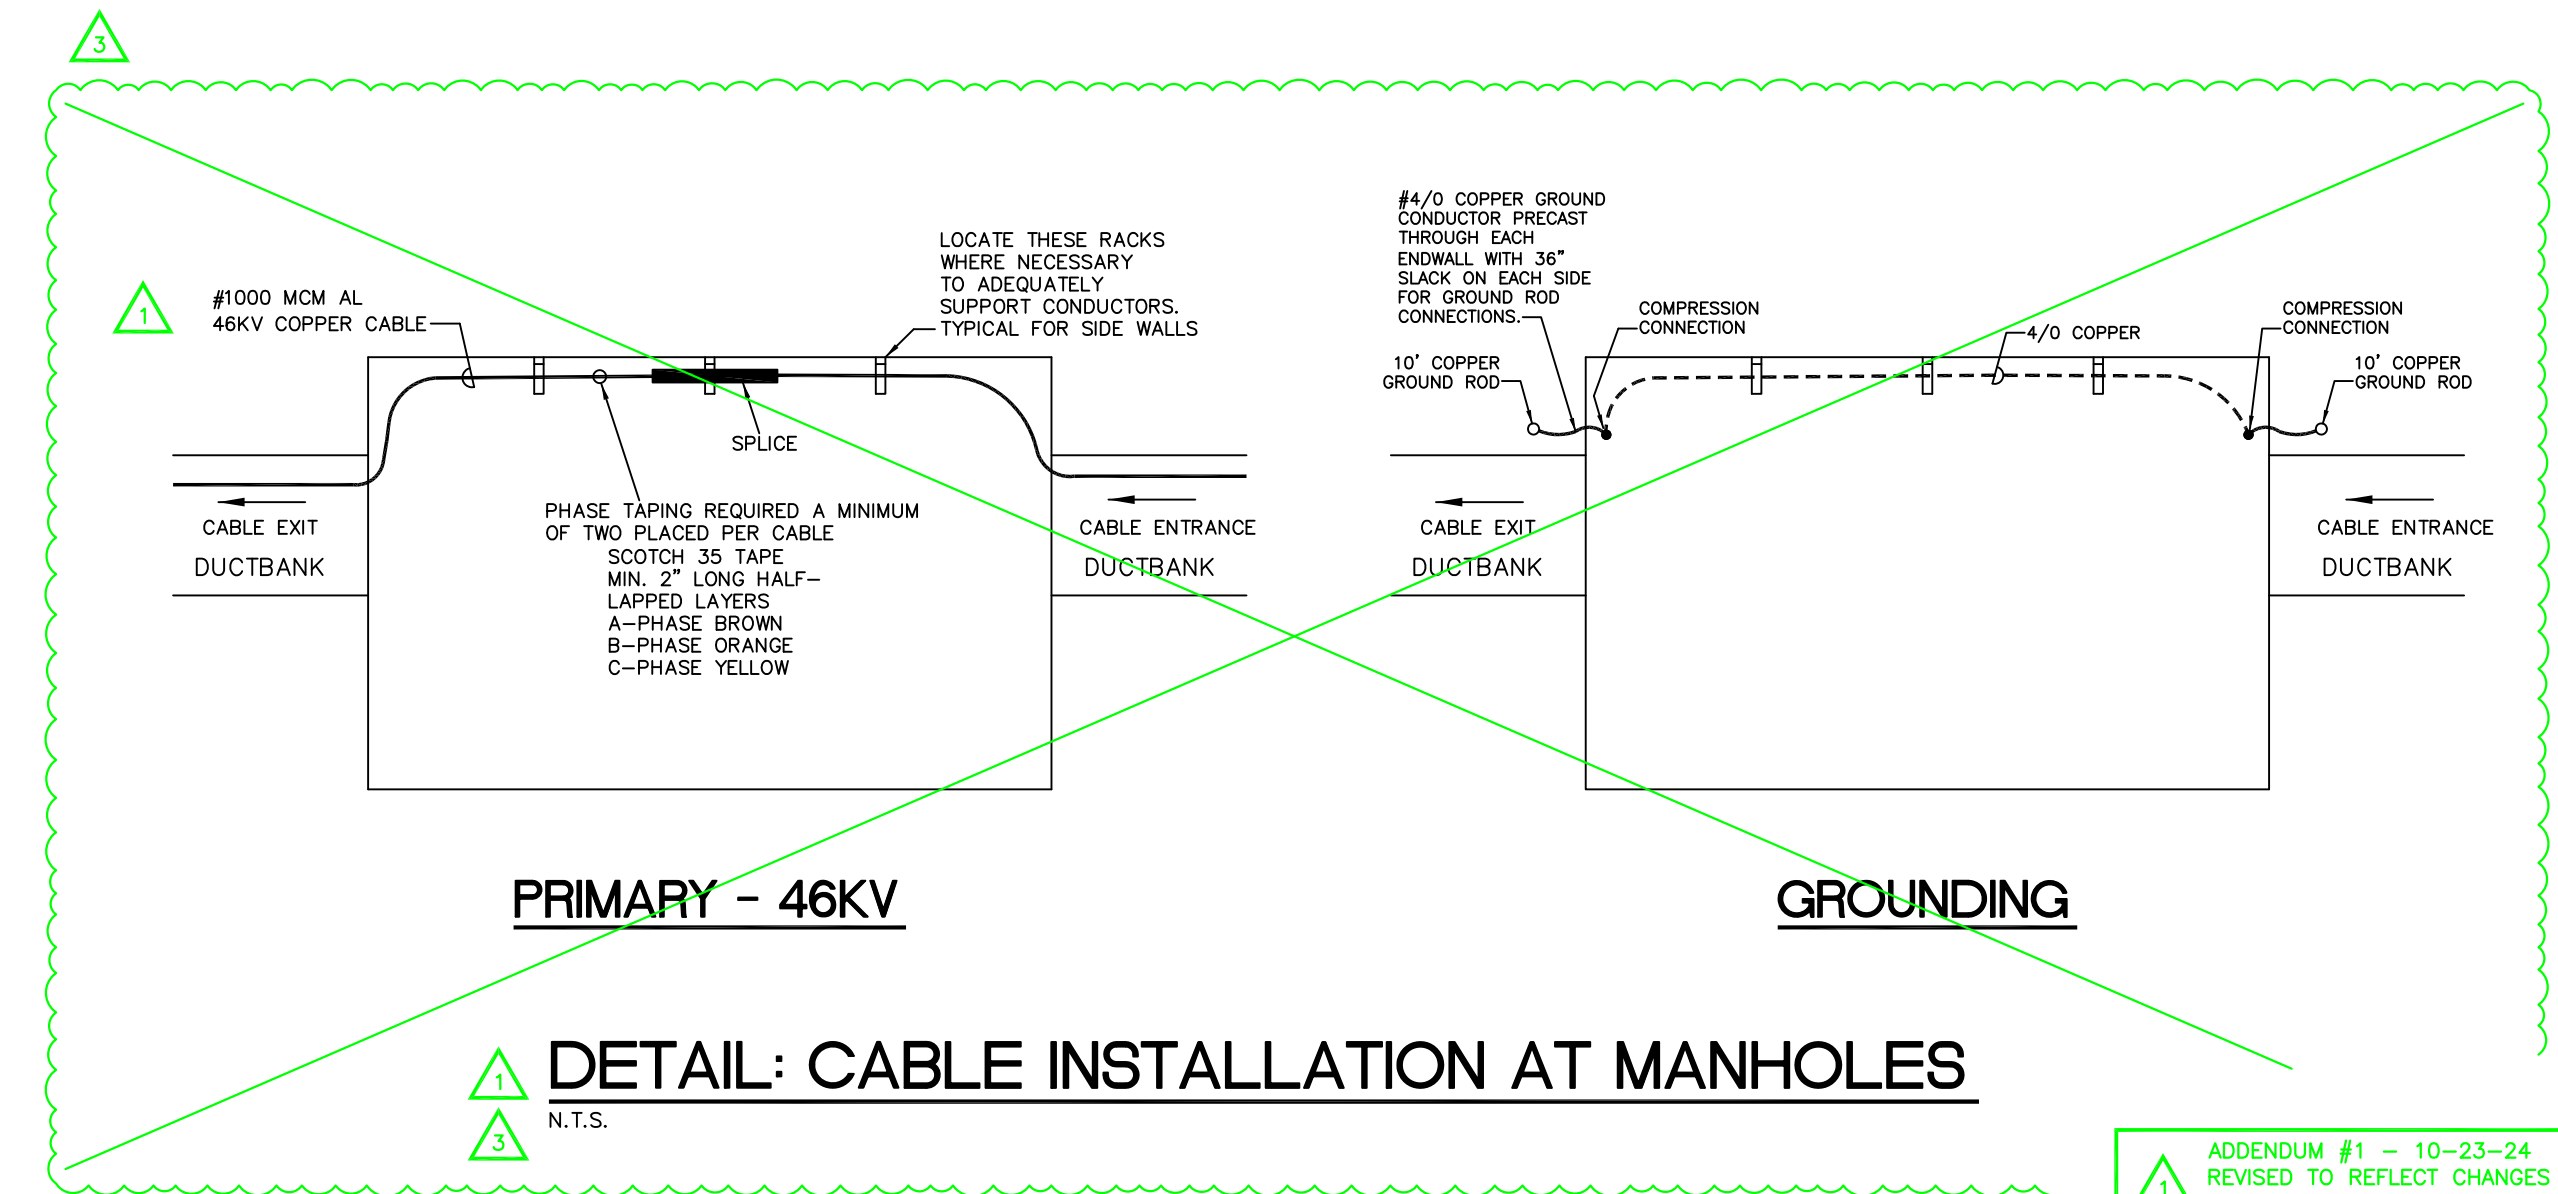 3
1
#1000 MCM AL
46KV COPPER CABLE
LOCATE THESE RACKS
WHERE NECESSARY
TO ADEQUATELY
SUPPORT CONDUCTORS.
TYPICAL FOR SIDE WALLS
SPLICE
PHASE TAPING REQUIRED A MINIMUM
OF TWO PLACED PER CABLE
SCOTCH 35 TAPE
MIN. 2" LONG HALF-
LAPPED LAYERS
A-PHASE BROWN
B-PHASE ORANGE
C-PHASE YELLOW
CABLE EXIT
DUCTBANK
CABLE ENTRANCE
DUCTBANK
PRIMARY - 46KV
#4/0 COPPER GROUND
CONDUCTOR PRECAST
THROUGH EACH
ENDWALL WITH 36"
SLACK ON EACH SIDE
FOR GROUND ROD
CONNECTIONS.
COMPRESSION
CONNECTION
10' COPPER
GROUND ROD
4/0 COPPER
COMPRESSION
CONNECTION
10' COPPER
GROUND ROD
CABLE EXIT
DUCTBANK
CABLE ENTRANCE
DUCTBANK
GROUNDING
1
3
DETAIL: CABLE INSTALLATION AT MANHOLES
N.T.S.
1
ADDENDUM #1 - 10-23-24
REVISED TO REFLECT CHANGES